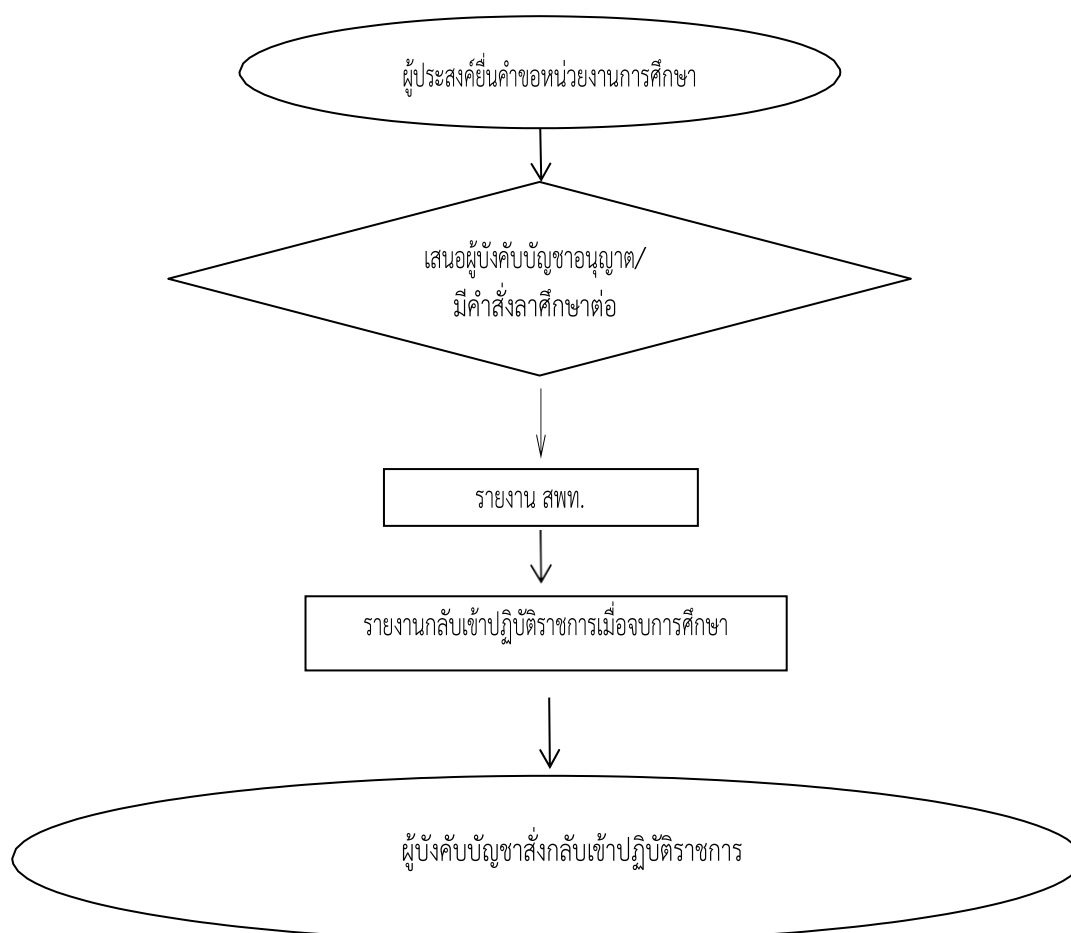 ผู้ประสงค์ยื่นคำขอหน่วยงานการศึกษา
เสนอผู้บังคับบัญชาอนุญาต/
มีคำสั่งลาศึกษาต่อ
รายงาน สพท.
รายงานกลับเข้าปฏิบัติราชการเมื่อจบการศึกษา
ผู้บังคับบัญชาสั่งกลับเข้าปฏิบัติราชการ